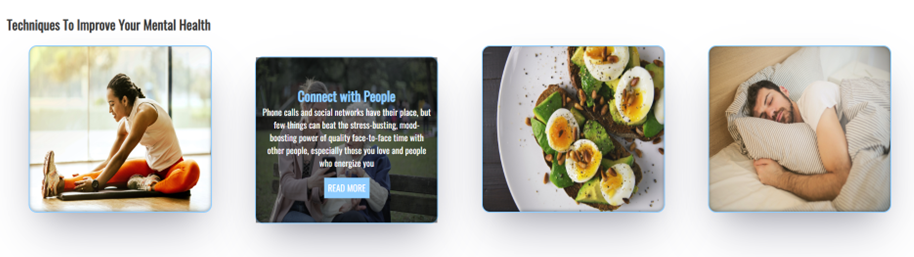 Techniques To Improve Your Mental Health
Connect with People
Phone calls and social networks have their place, but
few things can beat the stress-busting, mood-
boosting power of quality face-to-face time with
other people, especially those you love and people
who energize you
READ MORE